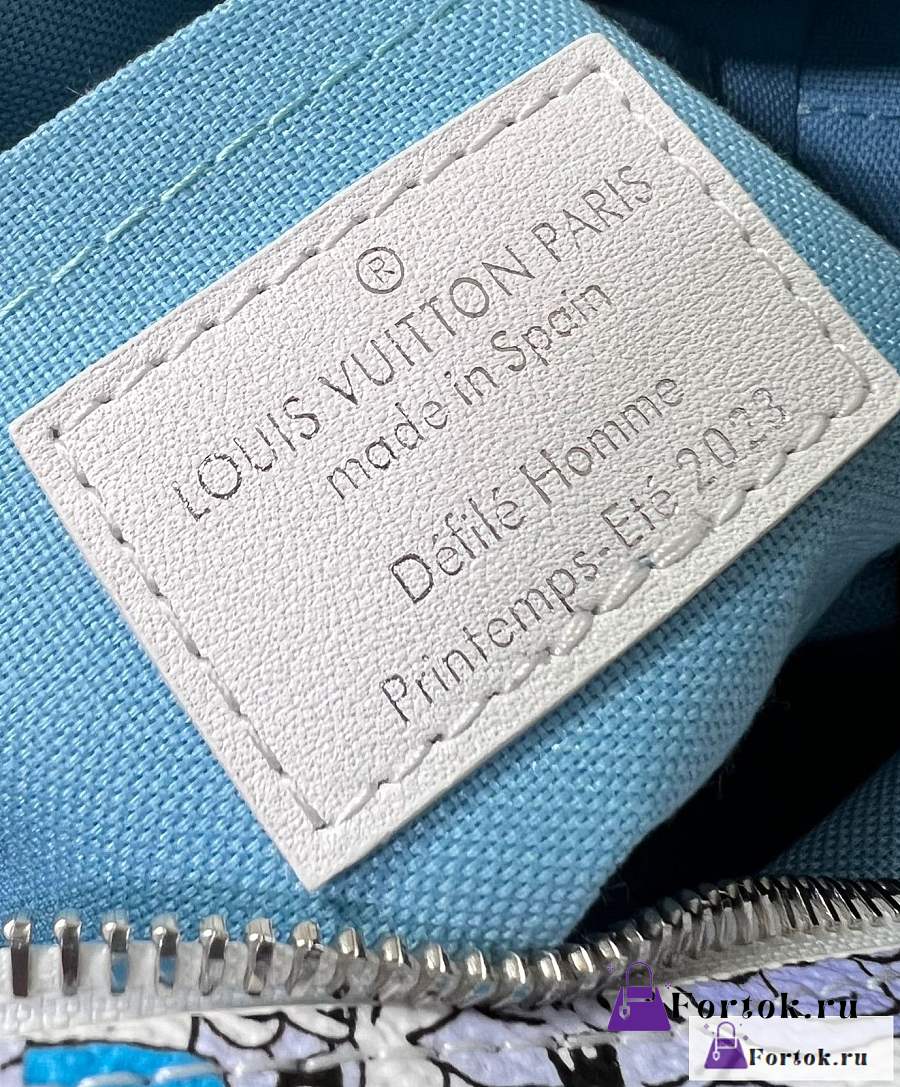 ®
LOUIS VUITTON PARIS
made in Spain
Défilé Homme
Printemps-Eté 2023
Fortok.ru
Fortok.ru